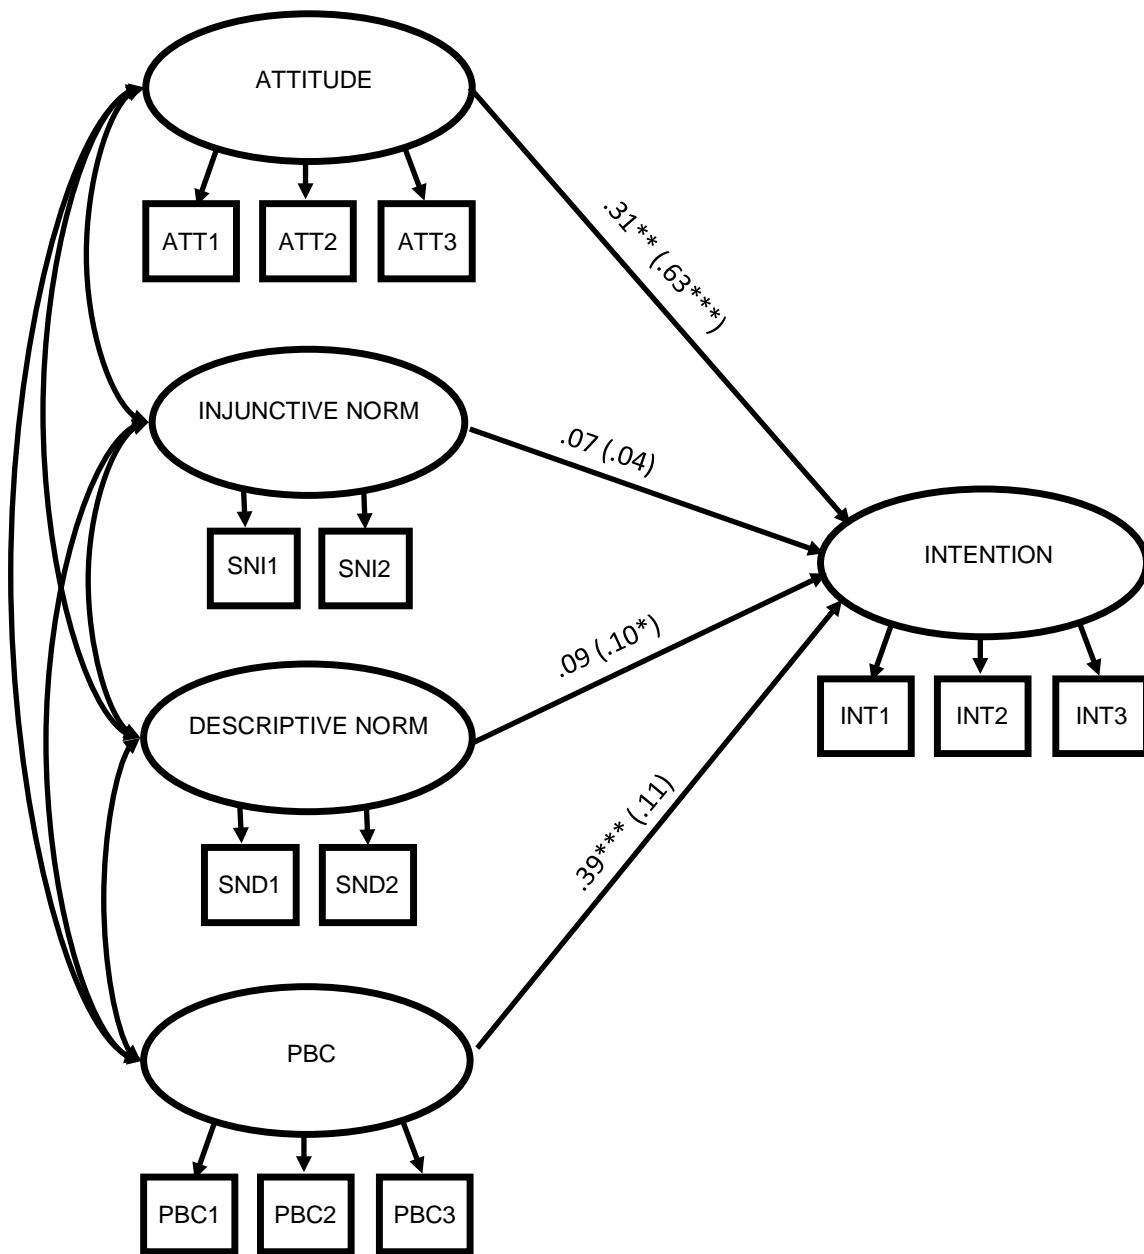 ATTITUDE
ATT1 ATT2 ATT3
.31** (.63***)
INJUNCTIVE NORM
.07 (.04)
SNI1 SNI2
INTENTION
.09 (.10*)
INT1 INT2 INT3
DESCRIPTIVE NORM
.39*** (.11)
SND1 SND2
PBC
PBC1 PBC2 PBC3